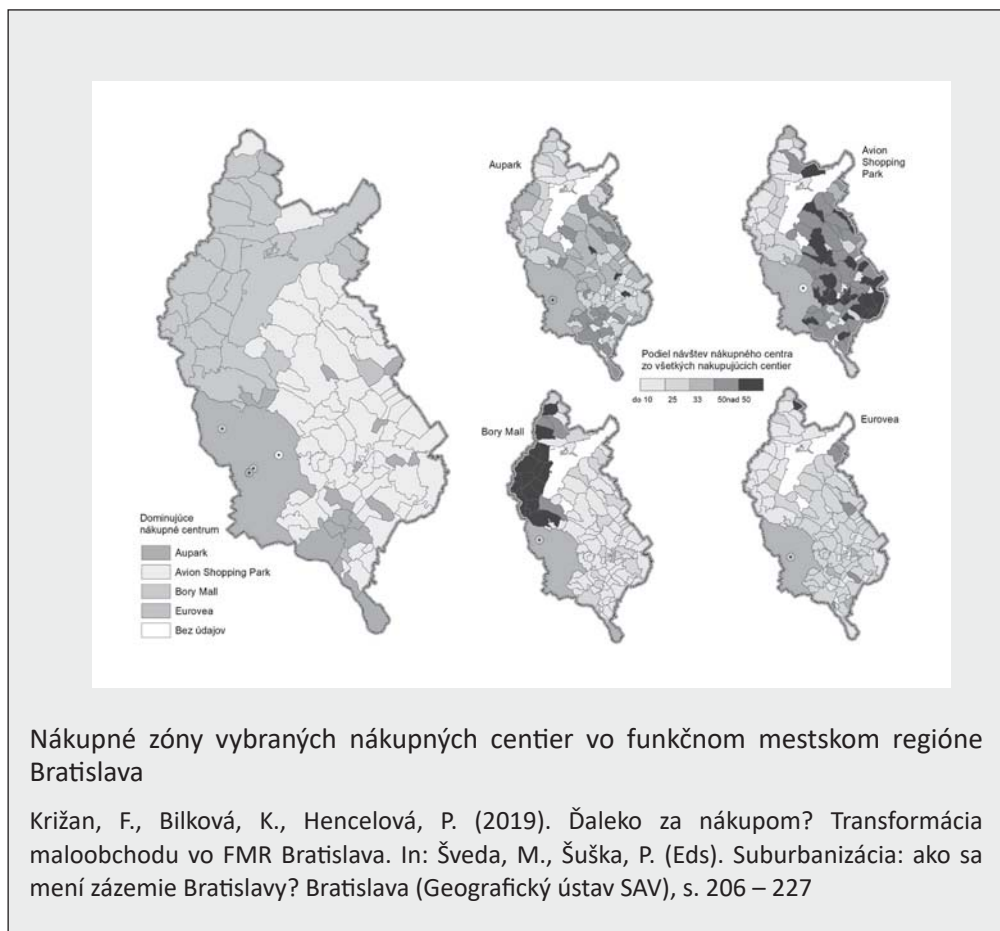 Aupark
Avion
Shopping
Park
Podiel návštev nákupného centra
zo všetkých nakupujúcich centier
do 10 25 33 50nad 50
Bory Mall
Eurovea
Dominujúce
nákupné centrum
Aupark
Avion Shopping Park
Bory Mall
Eurovea
Bez údajov
Nákupné zóny vybraných nákupných centier vo funkčnom mestskom regióne
Bratislava
Križan, F., Bilková, K., Hencelová, P. (2019). Ďaleko za nákupom? Transformácia
maloobchodu vo FMR Bratislava. In: Šveda, M., Šuška, P. (Eds). Suburbanizácia: ako sa
mení zázemie Bratislavy? Bratislava (Geografický ústav SAV), s. 206 – 227